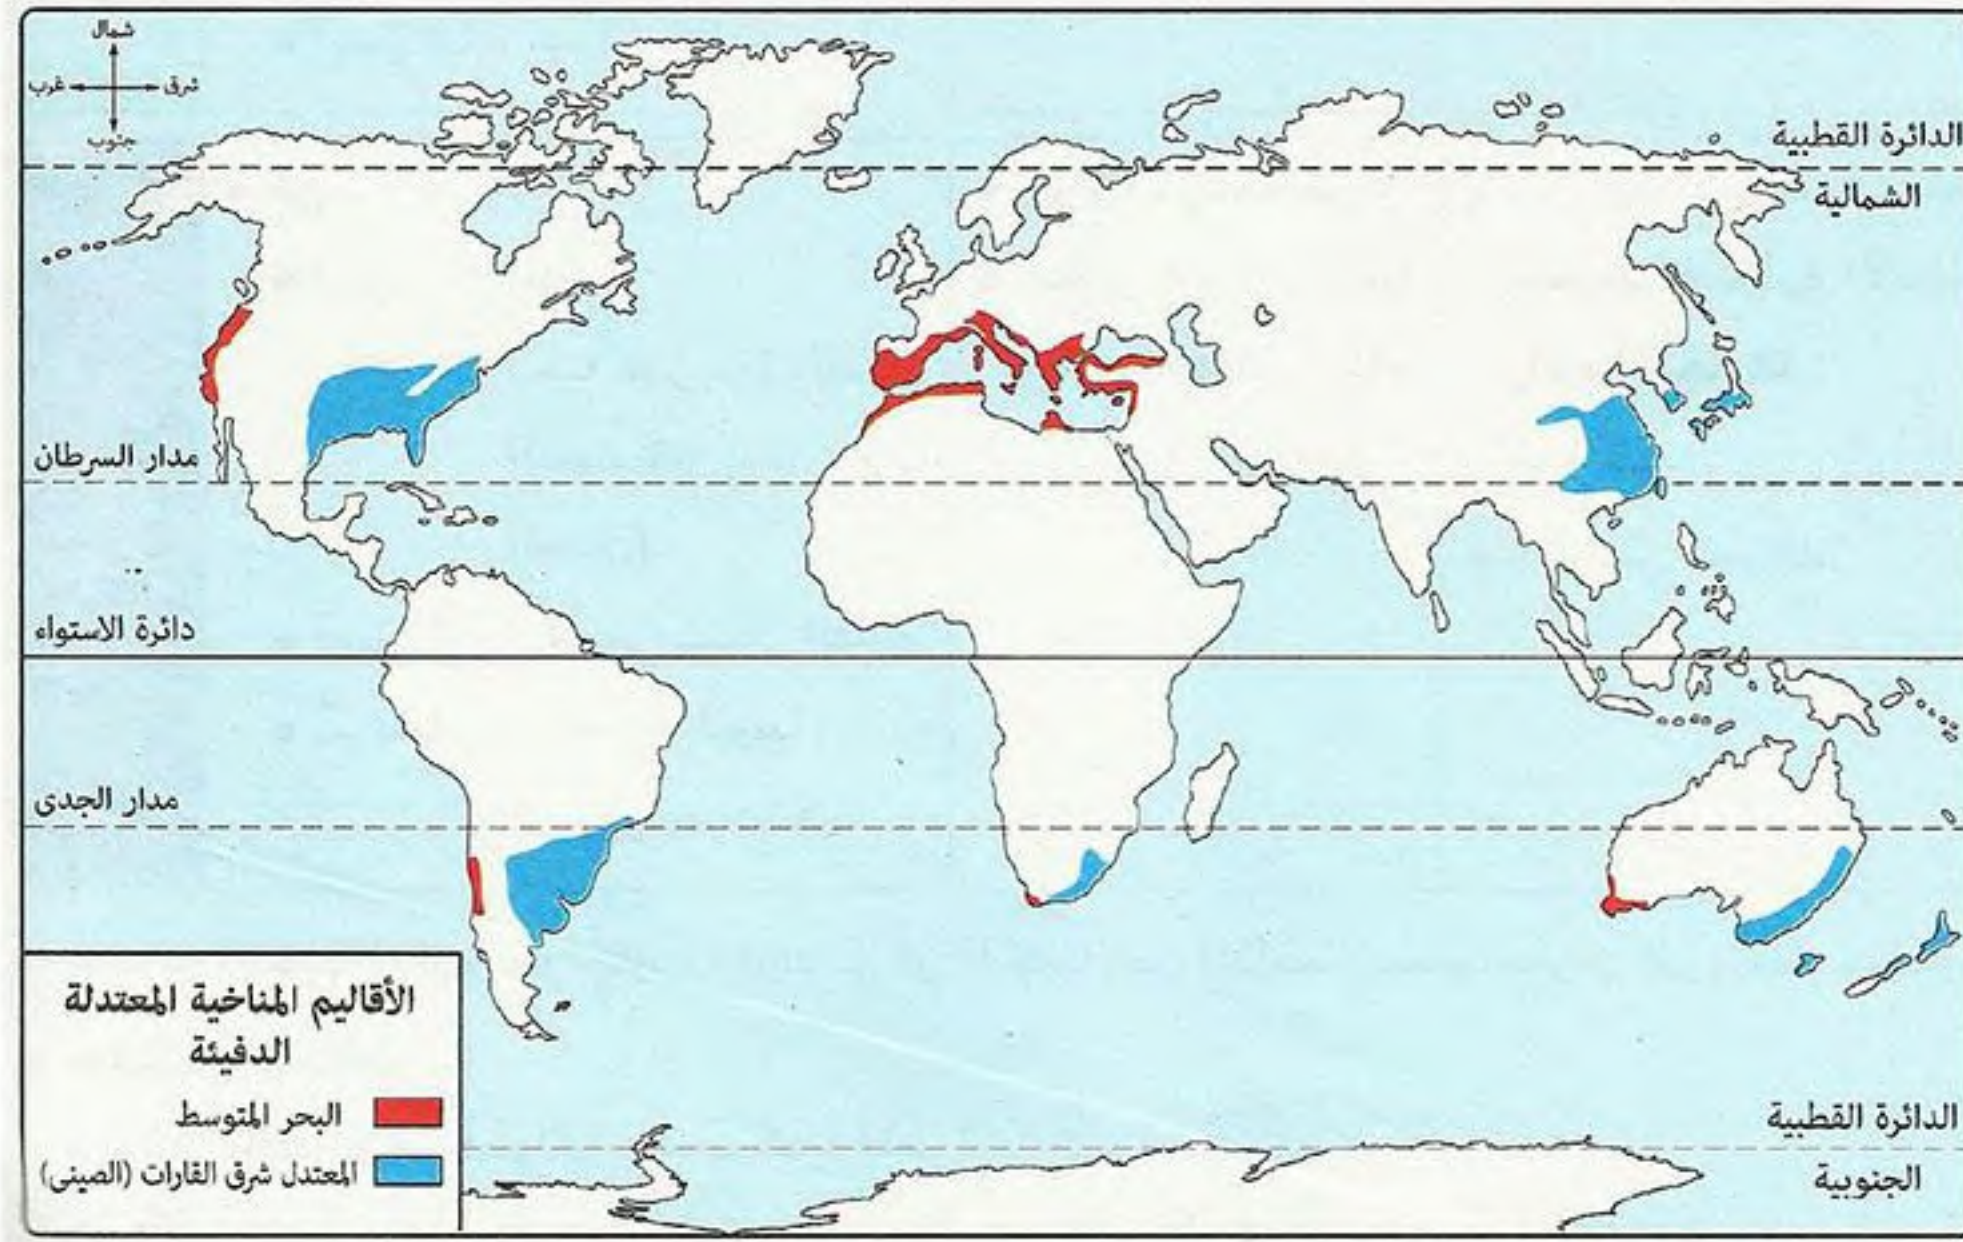 شمال
شرق
غرب
جنوب
الدائرة القطبية
الشمالية
مدار السرطان
دائرة الاستواء
مدار الجدى
الأقاليم المناخية المعتدلة
الدفيئة
البحر المتوسط
المعتدل شرق القارات (الصينى)
الدائرة القطبية
الجنوبية